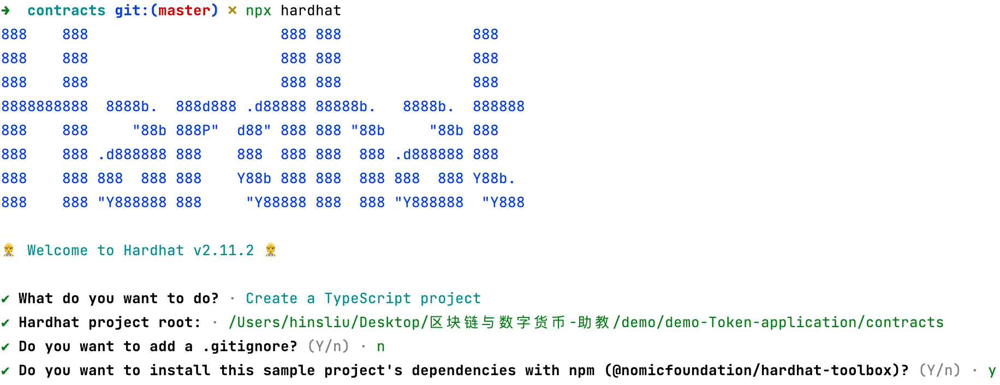 ➜  contracts git:(master) ✗ npx hardhat
888    888                      888 888               888
888    888                      888 888               888
888    888                      888 888               888
8888888888  8888b.  888d888 .d88888 88888b.   8888b.  888888
888    888     "88b 888P"  d88" 888 888 "88b     "88b 888
888    888 .d888888 888    888  888 888  888 .d888888 888
888    888 888  888 888    Y88b 888 888  888 888  888 Y88b.
888    888 "Y888888 888     "Y88888 888  888 "Y888888  "Y888
👷 Welcome to Hardhat v2.11.2 👷
✔ What do you want to do? · Create a TypeScript project
✔ Hardhat project root: · /Users/hinsliu/Desktop/区块链与数字货币-助教/demo/demo-Token-application/contracts
✔ Do you want to add a .gitignore? (Y/n) · n
✔ Do you want to install this sample project's dependencies with npm (@nomicfoundation/hardhat-toolbox)? (Y/n) · y